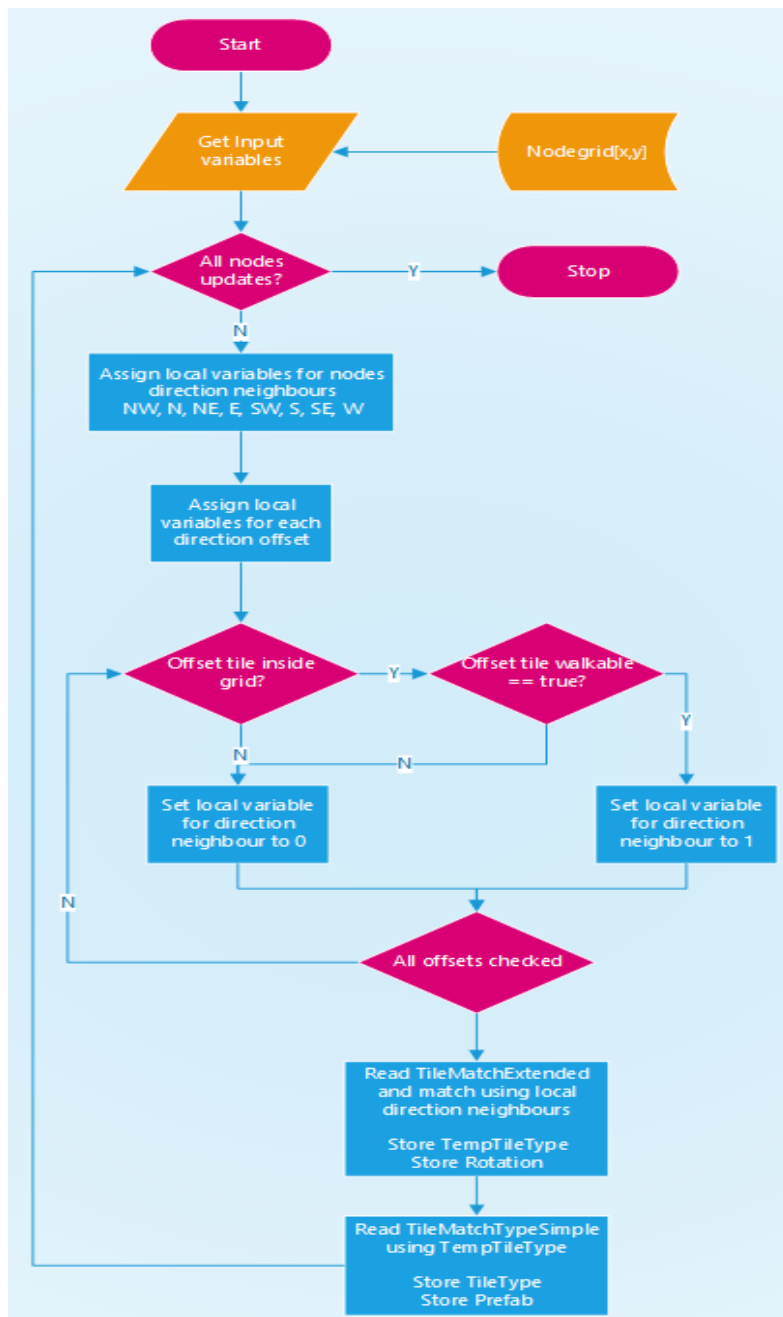 Start
Get Input
variables
Nodegrid[x,y]
All nodes
updates?
Y
Stop
N
Assign local variables for nodes
direction neighbours
NW, N, NE, E, SW, S, SE, W
Assign local
variables for each
direction offset
Offset tile inside
grid?
Y
Offset tile walkable
== true?
Y
N
N
Set local variable
for direction
neighbour to 0
Set local variable
for direction
neighbour to 1
N
All offsets checked
Read TileMatchExtended
and match using local
direction neighbours
Store TempTileType
Store Rotation
Read TileMatchTypeSimple
using TempTileType
Store TileType
Store Prefab